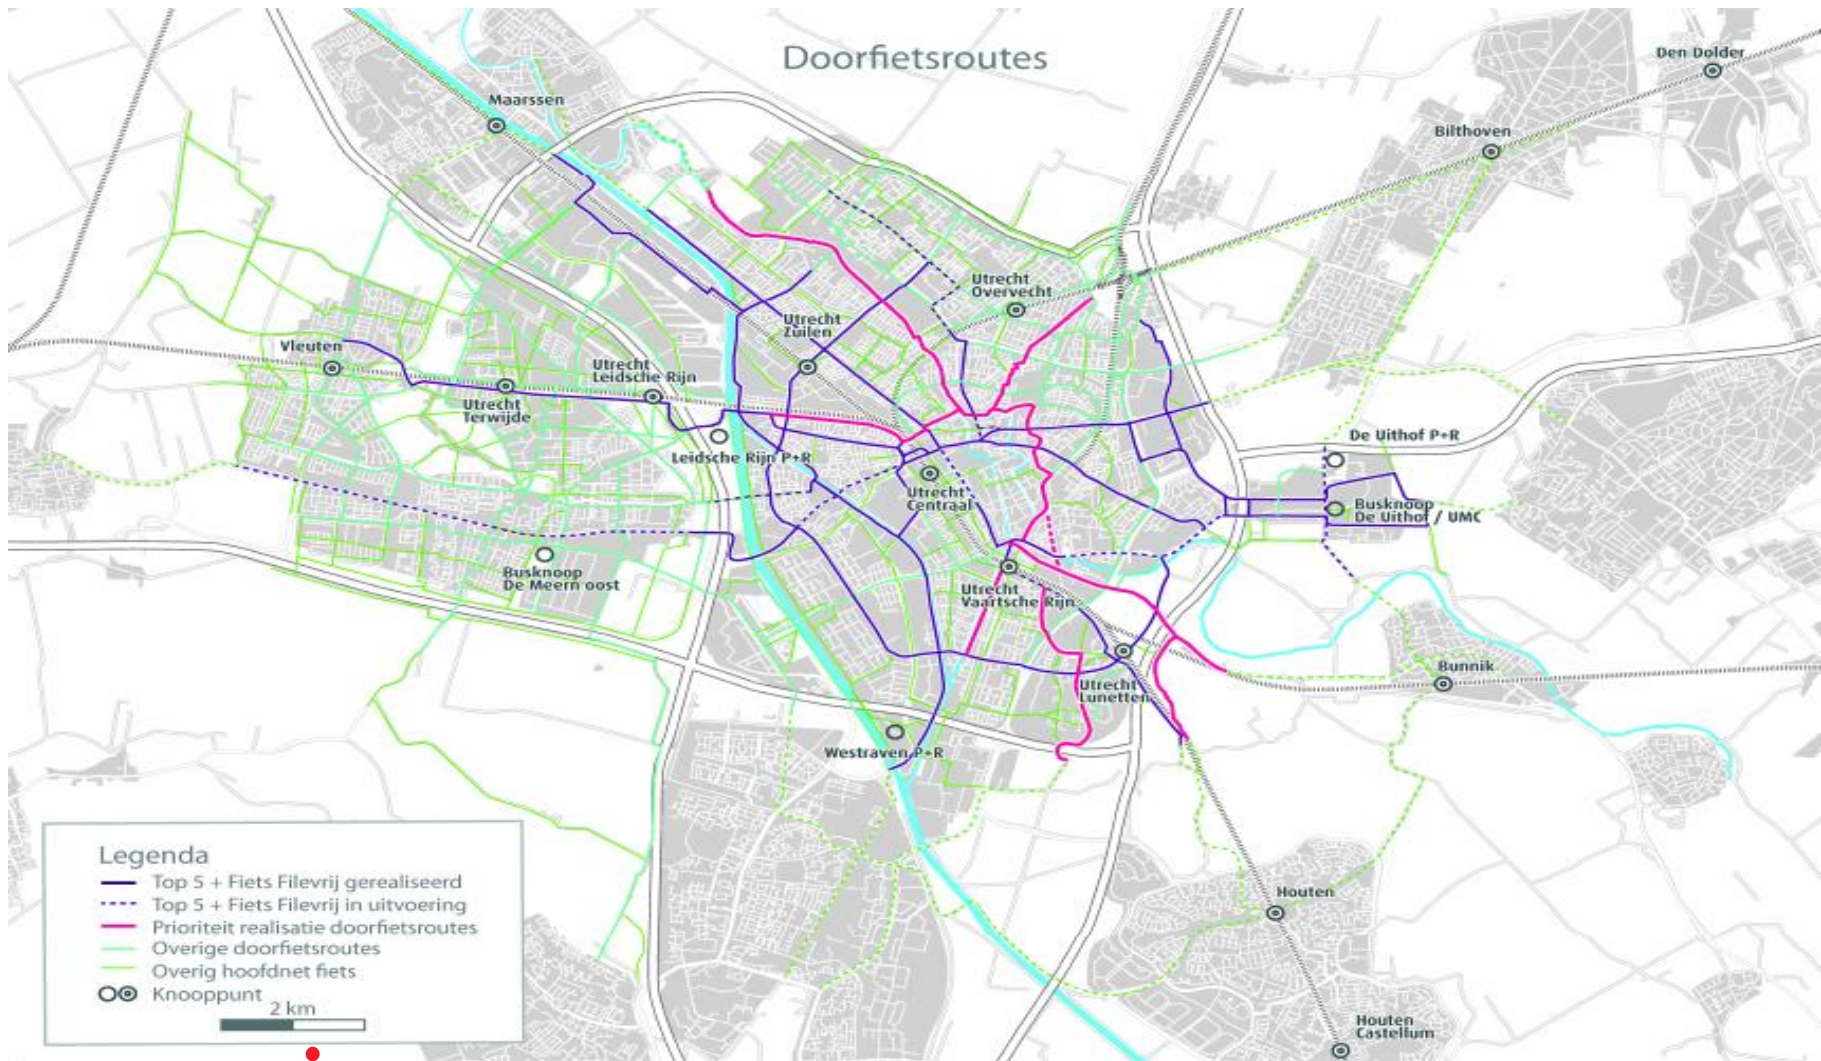 Doorfietsroutes
Den Dolder
Maarssen
Bilthoven
Utrecht
Overvecht
Utrecht
Zuilen
Vleuten
Utrecht
Leidsche Rijn
Utrecht
Terwijde
De Uithof P+R
Leidsche Rijn P+R
Utrecht
Centraal
Busknoop
De Uithof / UMC
Busknoop
De Meern oost
Utrecht
Vaartsche Rijn
Bunnik
Utrecht
Lunetten
Westraven P+R
Legenda
Top 5 + Fiets Filevrij gerealiseerd
Top 5 + Fiets Filevrij in uitvoering
Prioriteit realisatie doorfietsroutes
Overige doorfietsroutes
Overig hoofdnet fiets
Knooppunt
2 km
Houten
Houten
Castellum